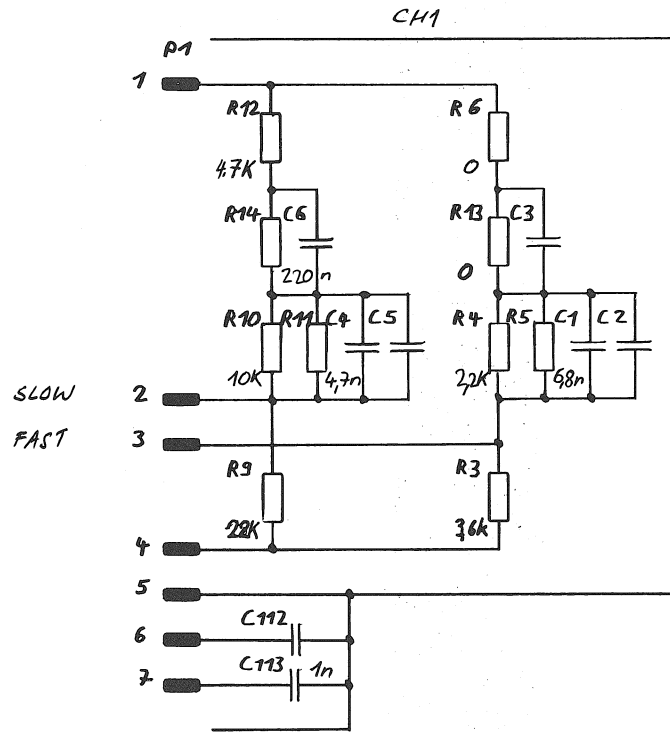 CH1
P1
1
R12
R6
4,7K
0
R14 C6
R13 C3
220n
0
R10 R11 C4 C5
R4 R5 C1 C2
10K
4,7n
2,2K
6,8n
SLOW 2
FAST 3
R9
R3
22K
3,6k
4
5
C112
6
C113
1n
7